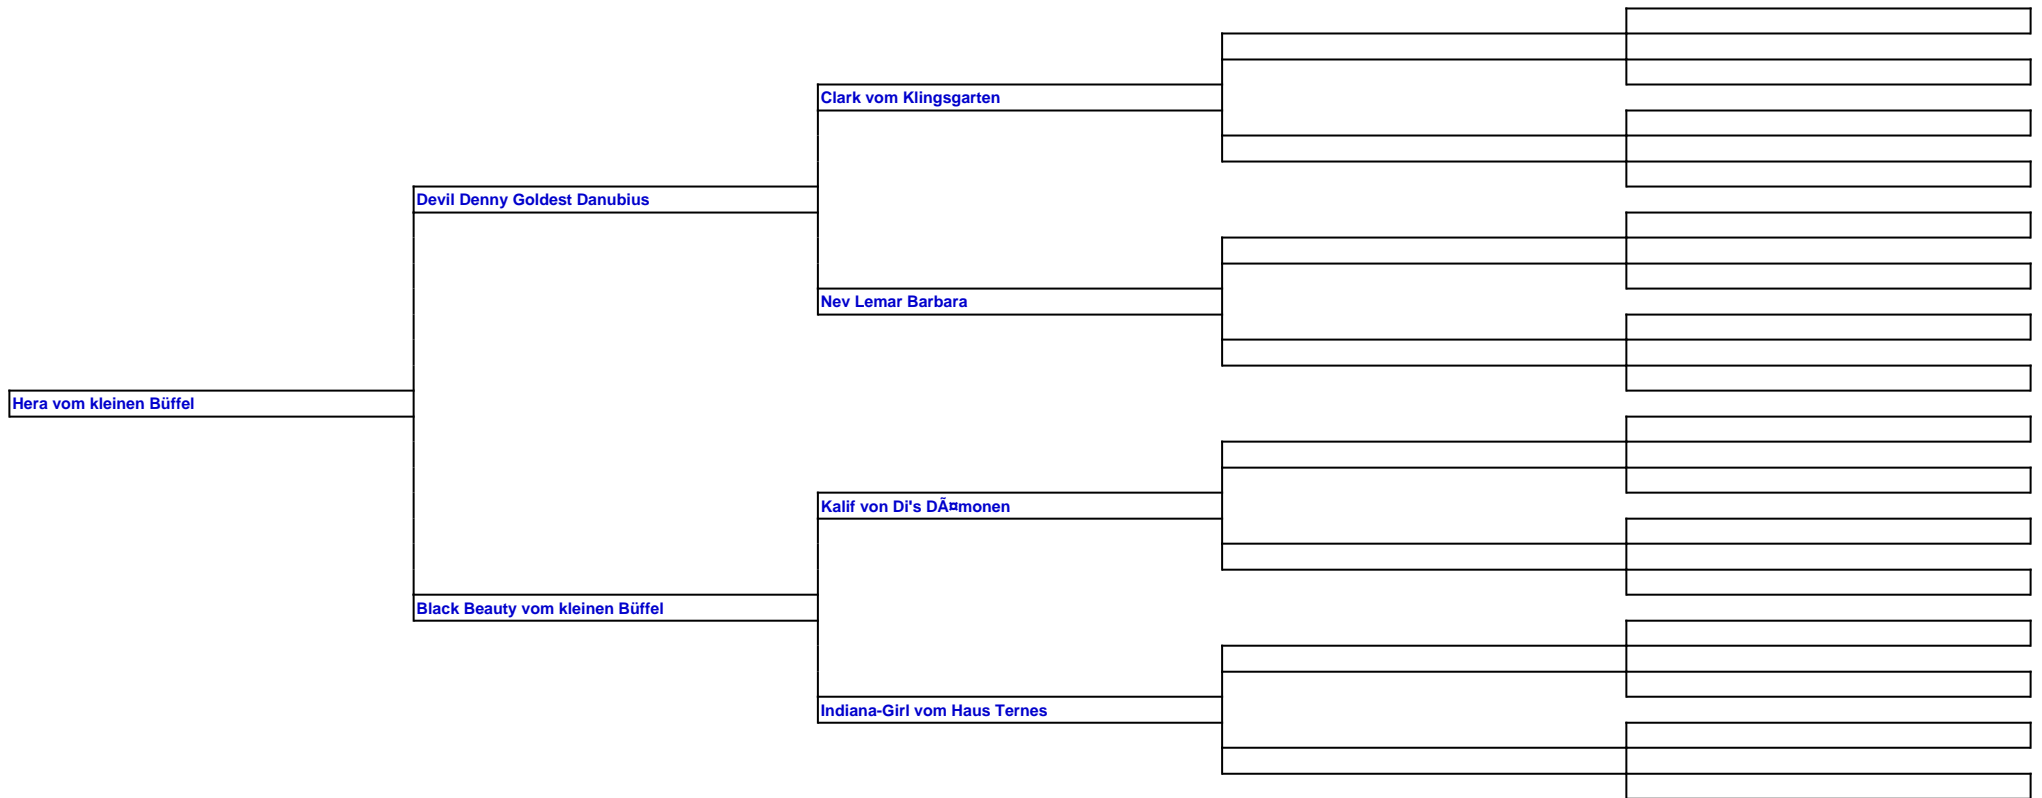 Clark vom Klingsgarten
Devil Denny Goldest Danubius
Nev Lemar Barbara
Hera vom kleinen Büffel
Kalif von Di's DÃ¤monen
Black Beauty vom kleinen Büffel
Indiana-Girl vom Haus Ternes